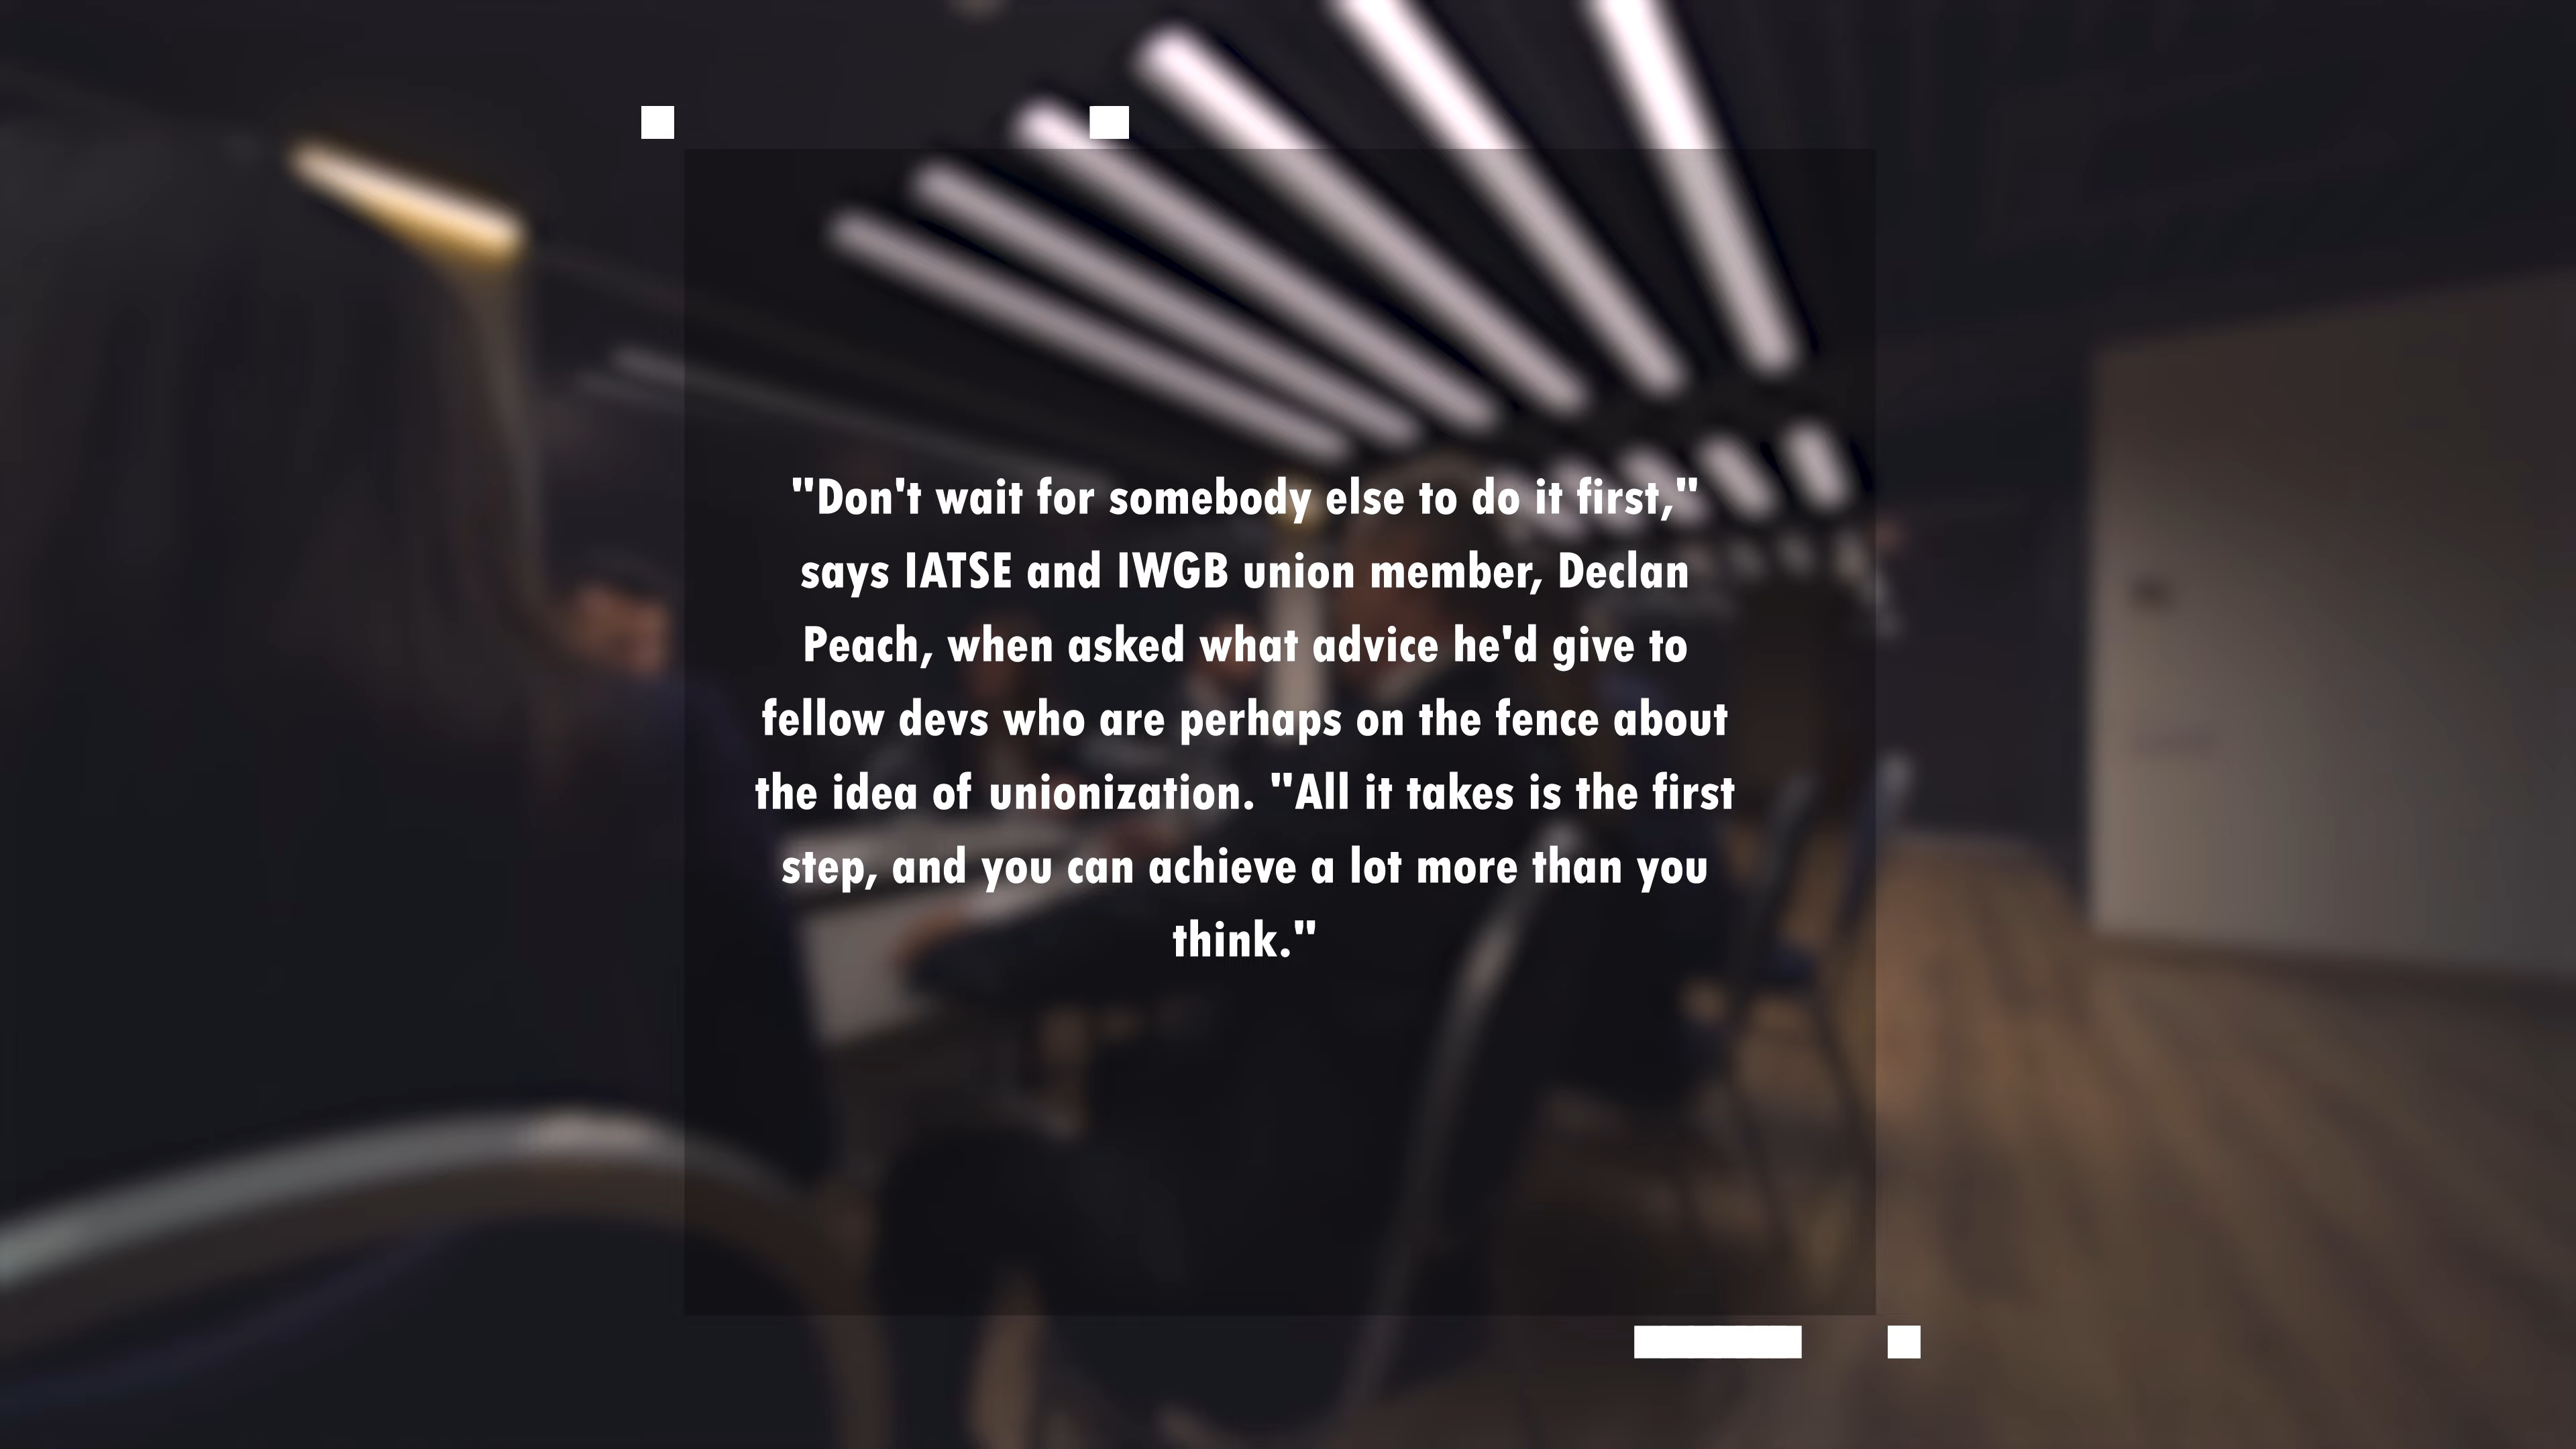 "Don't wait for somebody else to do it first,"
says IATSE and IWGB union member, Declan
Peach, when asked what advice he'd give to
fellow devs who are perhaps on the fence about
the idea of unionization. "All it takes is the first
step, and you can achieve a lot more than you
think."